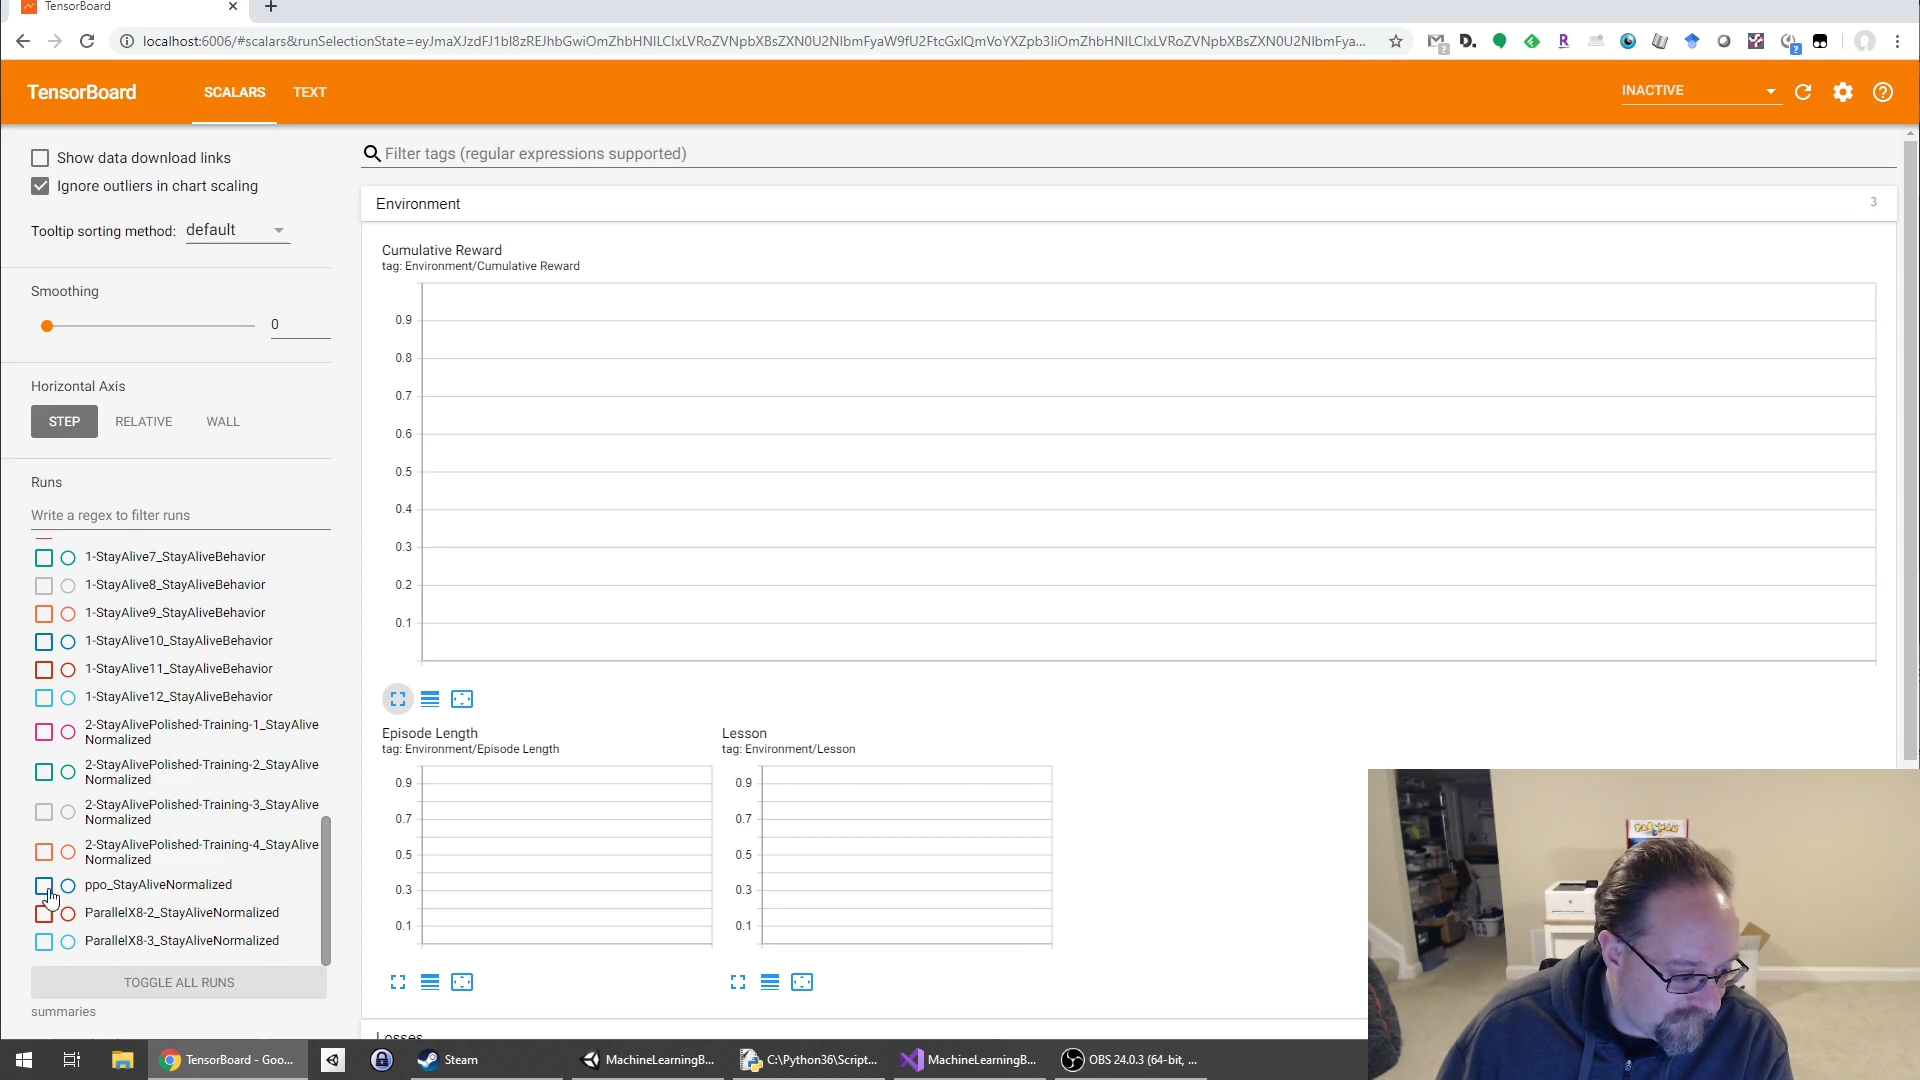 TensorBoard
localhost:6006/#scalars&runSelectionState=eyJmaXJzdFJ1bl8zREJhbGwiOmZhbHNlLCIxLVRoZVNpbXBsZXN0U2NlbmFyaW9fU2FtcGxlQmVoYXZpb3IiOmZhbHNlLCIxLVRoZVNpbXBsZXN0U2NlbmFyaW9fU2NlbmFya...
TensorBoard
SCALARS
TEXT
INACTIVE
Show data download links
Ignore outliers in chart scaling
Tooltip sorting method: default
Smoothing
0
Horizontal Axis
STEP
RELATIVE
WALL
Runs
Write a regex to filter runs
1-StayAlive7_StayAliveBehavior
1-StayAlive8_StayAliveBehavior
1-StayAlive9_StayAliveBehavior
1-StayAlive10_StayAliveBehavior
1-StayAlive11_StayAliveBehavior
1-StayAlive12_StayAliveBehavior
2-StayAlivePolished-Training-1_StayAlive
Normalized
2-StayAlivePolished-Training-2_StayAlive
Normalized
2-StayAlivePolished-Training-3_StayAlive
Normalized
2-StayAlivePolished-Training-4_StayAlive
Normalized
ppo_StayAliveNormalized
ParallelX8-2_StayAliveNormalized
ParallelX8-3_StayAliveNormalized
TOGGLE ALL RUNS
summaries
Filter tags (regular expressions supported)
Environment
3
Cumulative Reward
tag: Environment/Cumulative Reward
0.9
0.8
0.7
0.6
0.5
0.4
0.3
0.2
0.1
Episode Length
tag: Environment/Episode Length
0.9
0.7
0.5
0.3
0.1
Lesson
tag: Environment/Lesson
0.9
0.7
0.5
0.3
0.1
Losses
PAC-MAN
TensorBoard - Goo...
Steam
MachineLearningB...
C:\Python36\Script...
MachineLearningB...
OBS 24.0.3 (64-bit, ...